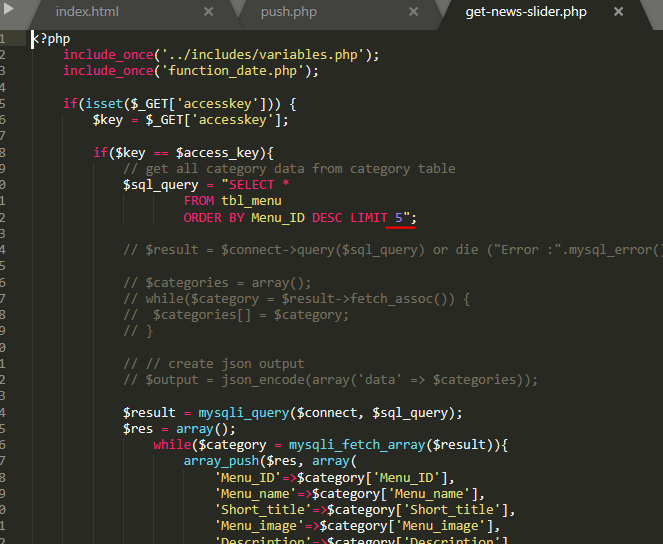 index.html × push.php × get-news-slider.php ×
1 <?php
2 include_once('../includes/variables.php');
3 include_once('function_date.php');
4
5 if(isset($_GET['accesskey'])) {
6 $key = $_GET['accesskey'];
7
8 if($key == $access_key){
9 // get all category data from category table
0 $sql_query = "SELECT *
1 FROM tbl_menu
2 ORDER BY Menu_ID DESC LIMIT 5";
3
4 // $result = $connect->query($sql_query) or die ("Error :".mysql_error()
5
6 // $categories = array();
7 // while($category = $result->fetch_assoc()) {
8 // $categories[] = $category;
9 // }
0
1 // // create json output
2 // $output = json_encode(array('data' => $categories));
3
4 $result = mysqli_query($connect, $sql_query);
5 $res = array();
6 while($category = mysqli_fetch_array($result)){
7 array_push($res, array(
8 'Menu_ID'=>$category['Menu_ID'],
9 'Menu_name'=>$category['Menu_name'],
0 'Short_title'=>$category['Short_title'],
1 'Menu_image'=>$category['Menu_image'],
2 'Description'=>$category['Description'],